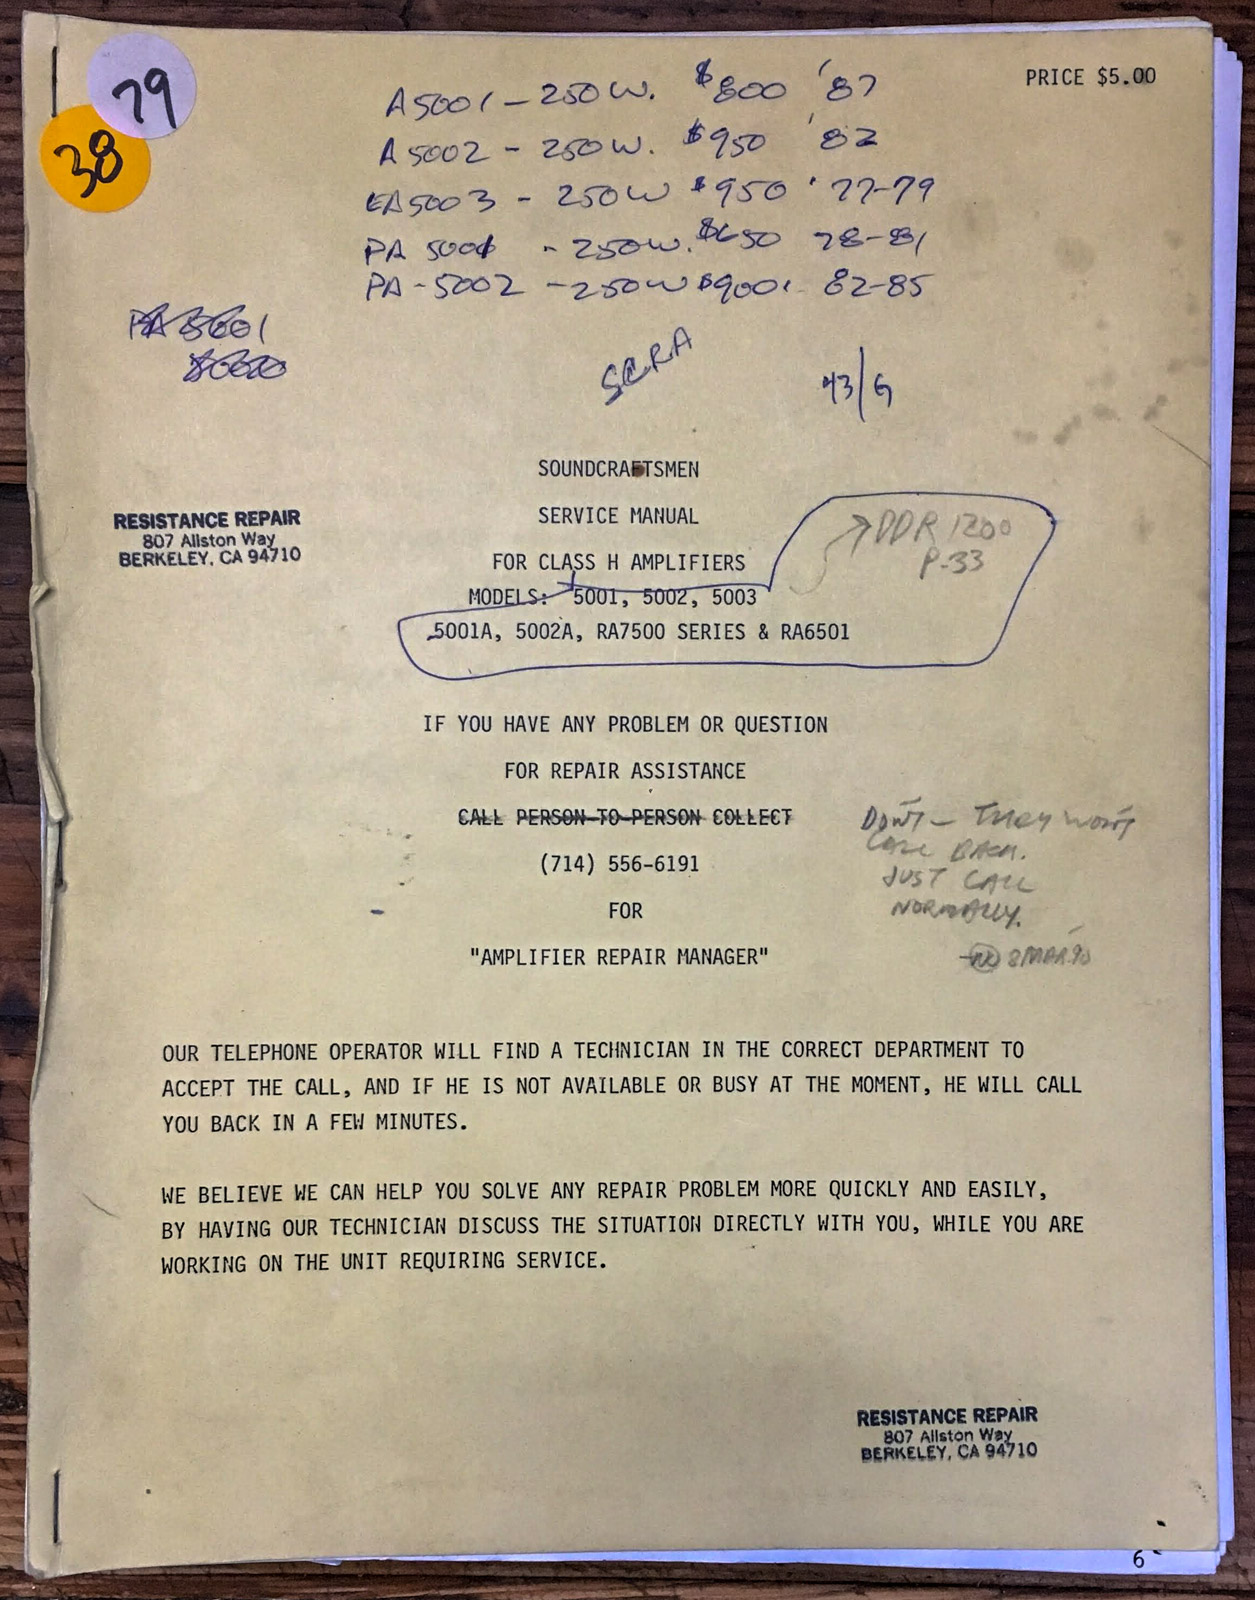 79
38
PRICE $5.00
A5001 - 250W. $800 '87
A5002 - 250W. $950 '82
EA5003 - 250W $950 '77-79
PA 5001 - 250W. $650 78-81
PA-5002 - 250W $900. 82-85
PA 5001
SCRA
43/G
SOUNDCRAFTSMEN
SERVICE MANUAL
FOR CLASS H AMPLIFIERS
MODELS: 5001, 5002, 5003
5001A, 5002A, RA7500 SERIES & RA6501
DDR 1200
P-33
RESISTANCE REPAIR
807 Allston Way
BERKELEY, CA 94710
IF YOU HAVE ANY PROBLEM OR QUESTION
FOR REPAIR ASSISTANCE
CALL PERSON-TO-PERSON COLLECT
(714) 556-6191
FOR
"AMPLIFIER REPAIR MANAGER"
DON'T - THEY WON'T
CALL BACK.
JUST CALL
NORMALLY.
8 MAR 90
OUR TELEPHONE OPERATOR WILL FIND A TECHNICIAN IN THE CORRECT DEPARTMENT TO
ACCEPT THE CALL, AND IF HE IS NOT AVAILABLE OR BUSY AT THE MOMENT, HE WILL CALL
YOU BACK IN A FEW MINUTES.
WE BELIEVE WE CAN HELP YOU SOLVE ANY REPAIR PROBLEM MORE QUICKLY AND EASILY,
BY HAVING OUR TECHNICIAN DISCUSS THE SITUATION DIRECTLY WITH YOU, WHILE YOU ARE
WORKING ON THE UNIT REQUIRING SERVICE.
RESISTANCE REPAIR
807 Allston Way
BERKELEY, CA 94710
6